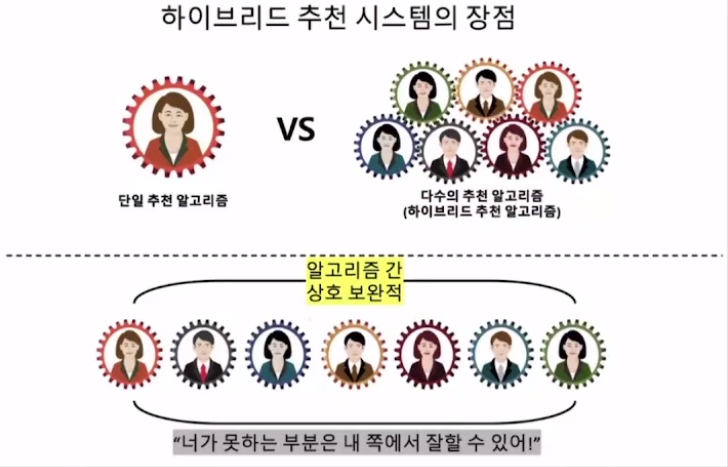 하이브리드 추천 시스템의 장점
VS
단일 추천 알고리즘
다수의 추천 알고리즘
(하이브리드 추천 알고리즘)
알고리즘 간
상호 보완적
“너가 못하는 부분은 내 쪽에서 잘할 수 있어!”